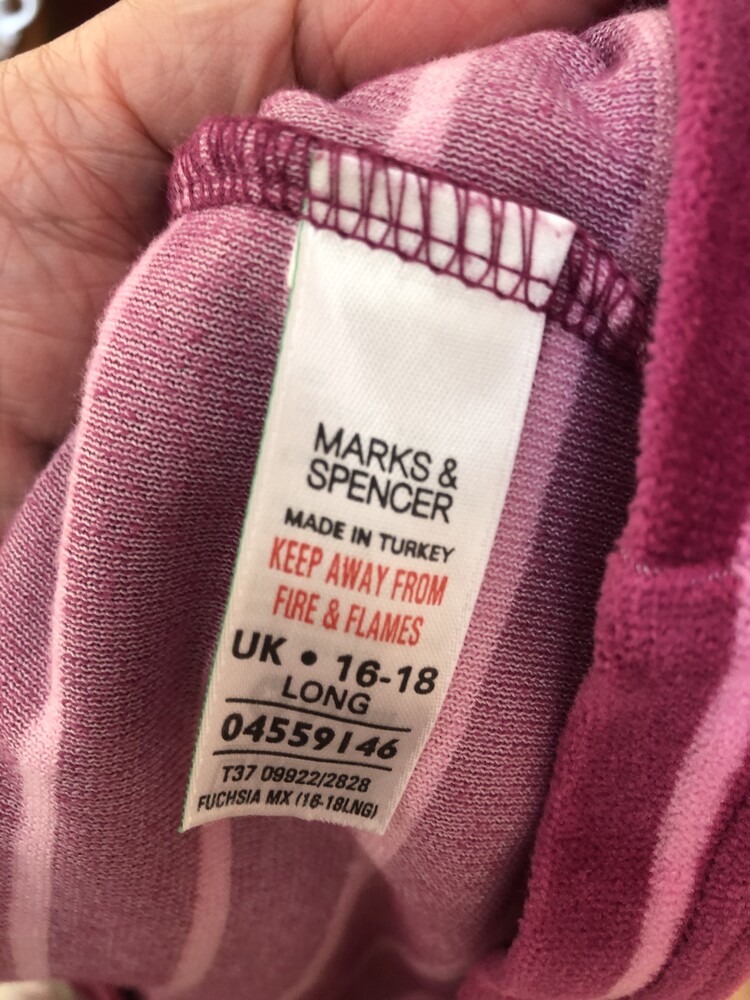 MARKS &
SPENCER
MADE IN TURKEY
KEEP AWAY FROM
FIRE & FLAMES
UK • 16-18
LONG
04559146
T37 09922/2828
FUCHSIA MX (16-18LNG)